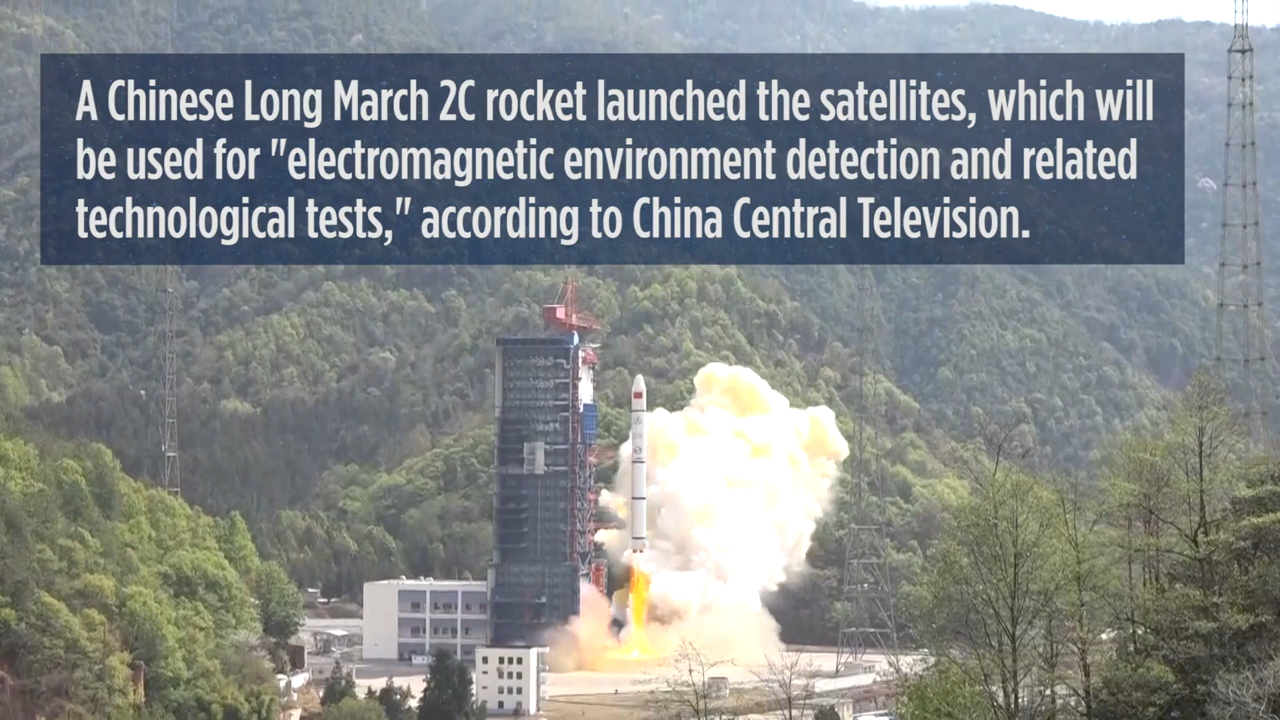 A Chinese Long March 2C rocket launched the satellites, which will
be used for "electromagnetic environment detection and related
technological tests," according to China Central Television.